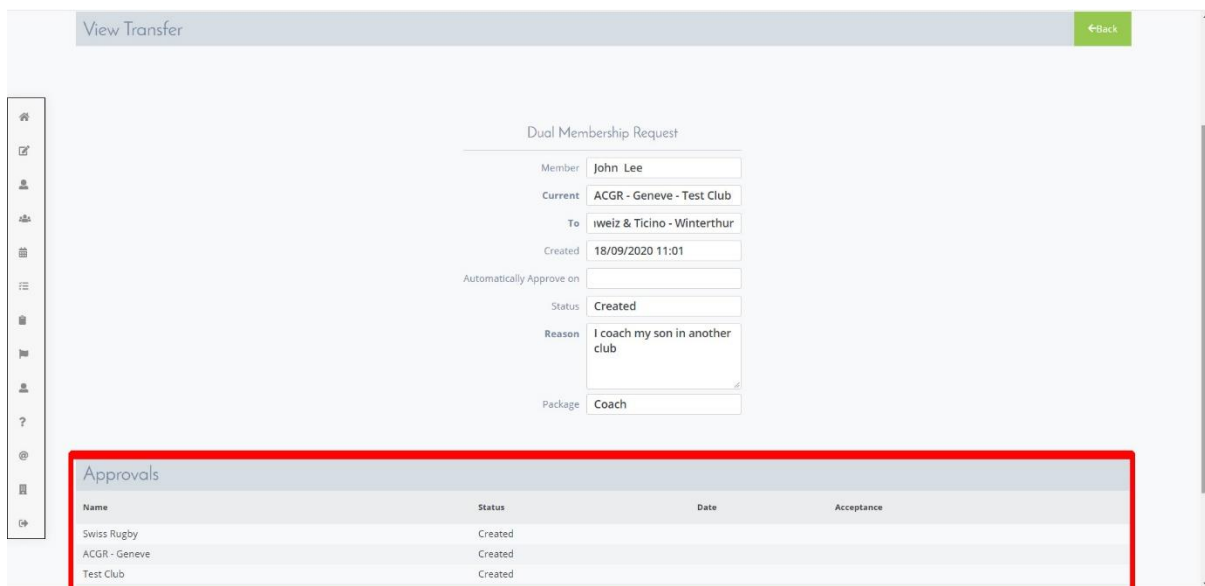 View Transfer
Back
Dual Membership Request
Member John Lee
Current ACGR - Geneve - Test Club
To weiz & Ticino - Winterthur
Created 18/09/2020 11:01
Automatically Approve on
Status Created
Reason I coach my son in another
club
Package Coach
Approvals
Name Status Date Acceptance
Swiss Rugby Created
ACGR - Geneve Created
Test Club Created